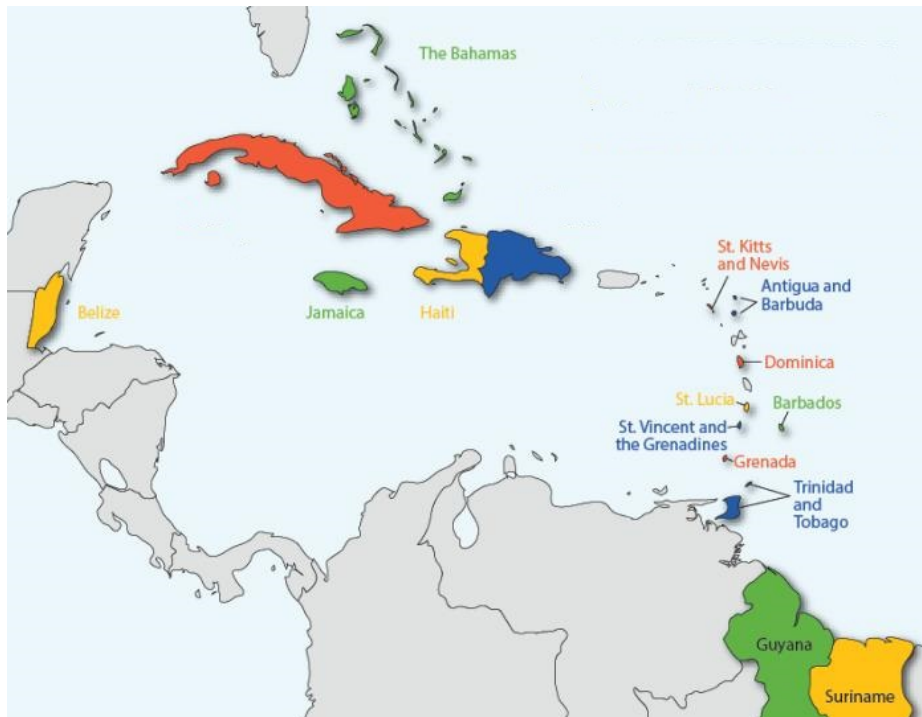 The Bahamas
St. Kitts
and Nevis
Antigua and
Barbuda
Belize
Jamaica
Haiti
Dominica
St. Lucia
Barbados
St. Vincent and
the Grenadines
Grenada
Trinidad
and
Tobago
Guyana
Suriname